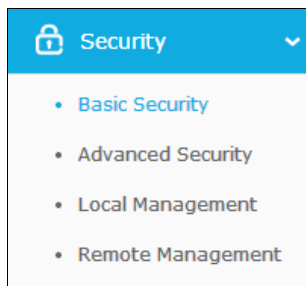 Security
Basic Security
Advanced Security
Local Management
Remote Management